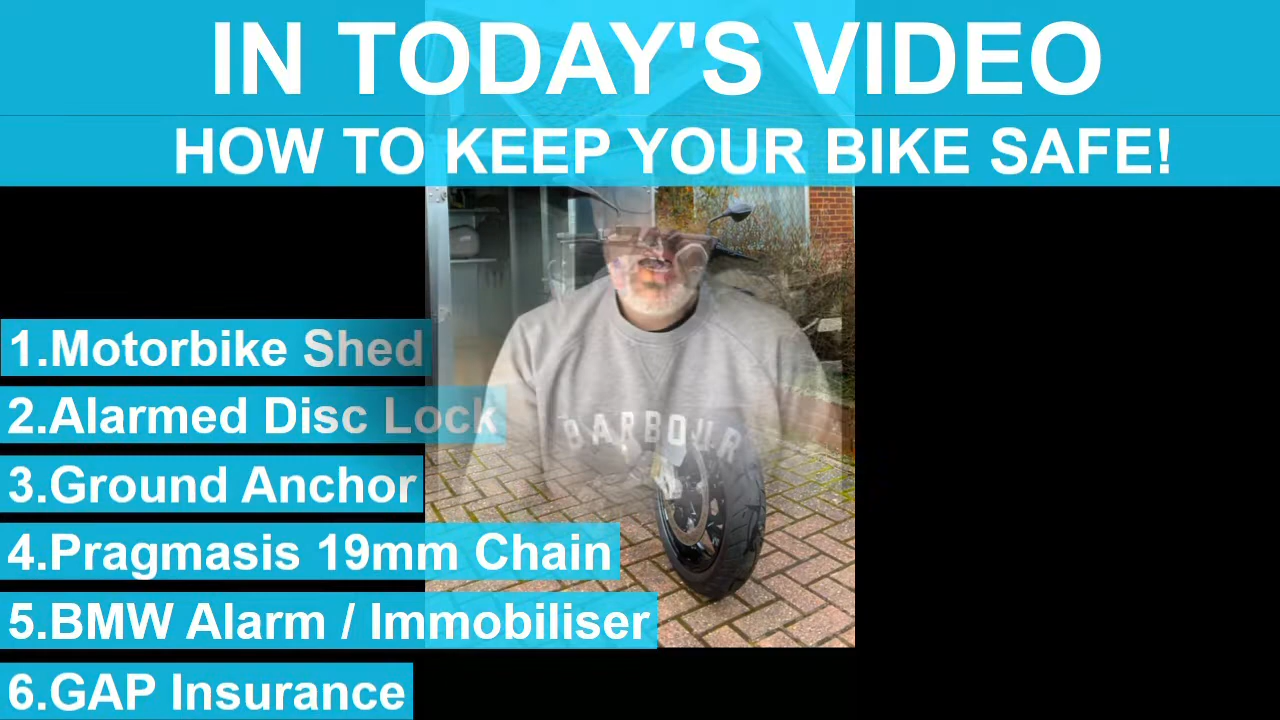 IN TODAY'S VIDEO
HOW TO KEEP YOUR BIKE SAFE!
1.Motorbike Shed
2.Alarmed Disc Lock
BARBOUR
3.Ground Anchor
4.Pragmasis 19mm Chain
5.BMW Alarm / Immobiliser
6.GAP Insurance